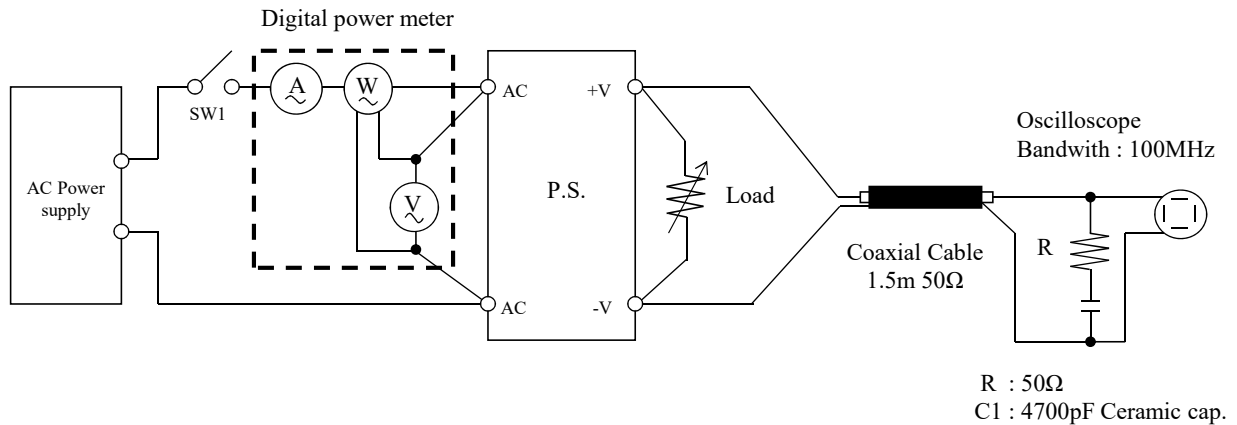 Digital power meter
A
W
SW1
AC
+V
Oscilloscope
Bandwith : 100MHz
AC Power
supply
P.S.
Load
V
Coaxial Cable
1.5m 50Ω
R
AC
-V
R : 50Ω
C1 : 4700pF Ceramic cap.